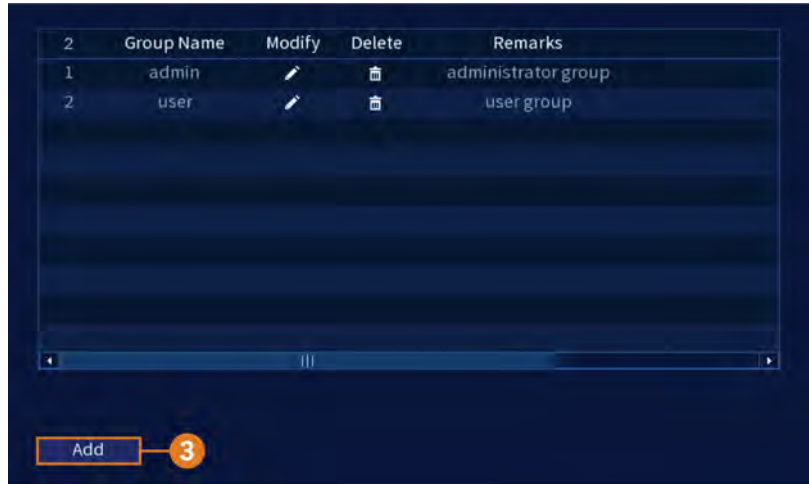 2 Group Name Modify Delete Remarks
1 admin administrator group
2 user user group
Add 3